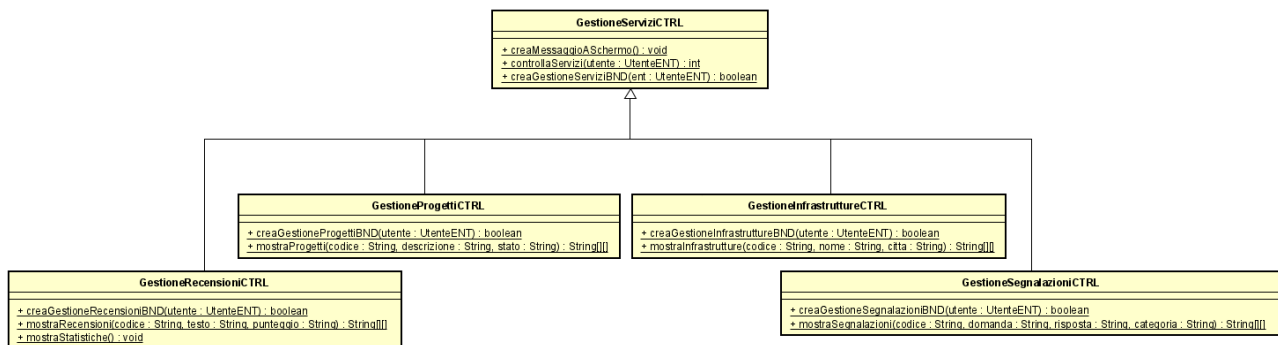 GestioneServiziCTRL
+ creaMessaggioASchermo() : void
+ controllaServizi(utente : UtenteENT) : int
+ creaGestioneServiziBND(ent : UtenteENT) : boolean
GestioneProgettiCTRL
+ creaGestioneProgettiBND(utente : UtenteENT) : boolean
+ mostraProgetti(codice : String, descrizione : String, stato : String) : String[][]
GestioneInfrastruttureCTRL
+ creaGestioneInfrastruttureBND(utente : UtenteENT) : boolean
+ mostraInfrastrutture(codice : String, nome : String, citta : String) : String[][]
GestioneRecensioniCTRL
+ creaGestioneRecensioniBND(utente : UtenteENT) : boolean
+ mostraRecensioni(codice : String, testo : String, punteggio : String) : String[][]
+ mostraStatistiche() : void
GestioneSegnalazioniCTRL
+ creaGestioneSegnalazioniBND(utente : UtenteENT) : boolean
+ mostraSegnalazioni(codice : String, domanda : String, risposta : String, categoria : String) : String[][]